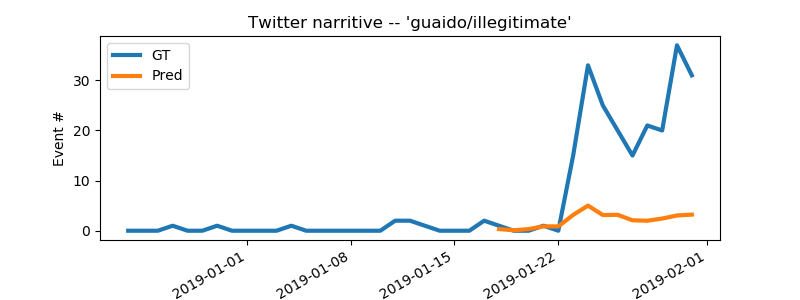 Twitter narritive -- 'guaido/illegitimate'
GT
Pred
Event #
30
20
10
0
2019-01-01
2019-01-08
2019-01-15
2019-01-22
2019-02-01